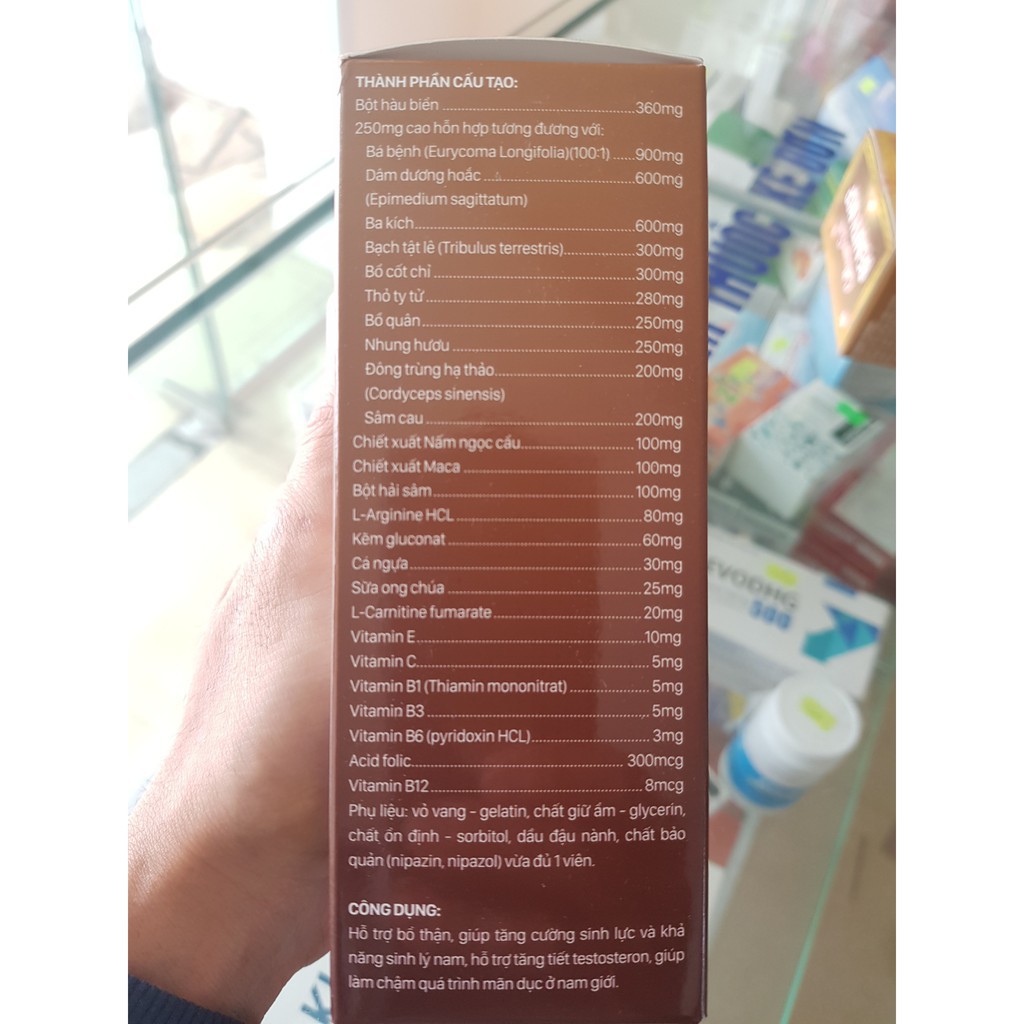 THÀNH PHẦN CẤU TẠO:
Bột hàu biển ........ 360mg
250mg cao hỗn hợp tương đương với:
Bá bệnh (Eurycoma Longifolia)(100:1) ...... 900mg
Dâm dương hoắc ........ 600mg
(Epimedium sagittatum)
Ba kích ........ 600mg
Bạch tật lê (Tribulus terrestris) ........ 300mg
Bổ cốt chỉ ........ 300mg
Thỏ ty tử ........ 280mg
Bồ quân ........ 250mg
Nhung hươu ........ 250mg
Đông trùng hạ thảo ........ 200mg
(Cordyceps sinensis)
Sâm cau ........ 200mg
Chiết xuất Nấm ngọc cẩu ........ 100mg
Chiết xuất Maca ........ 100mg
Bột hải sâm ........ 100mg
L-Arginine HCL ........ 80mg
Kẽm gluconat ........ 60mg
Cá ngựa ........ 30mg
Sữa ong chúa ........ 25mg
L-Carnitine fumarate ........ 20mg
Vitamin E ........ 10mg
Vitamin C ........ 5mg
Vitamin B1 (Thiamin mononitrat) ........ 5mg
Vitamin B3 ........ 5mg
Vitamin B6 (pyridoxin HCL) ........ 3mg
Acid folic ........ 300mcg
Vitamin B12 ........ 8mcg
Phụ liệu: vỏ vang - gelatin, chất giữ ẩm - glycerin,
chất ổn định - sorbitol, dầu đậu nành, chất bảo
quản (nipazin, nipazol) vừa đủ 1 viên.
CÔNG DỤNG:
Hỗ trợ bổ thận, giúp tăng cường sinh lực và khả
năng sinh lý nam, hỗ trợ tăng tiết testosteron, giúp
làm chậm quá trình mãn dục ở nam giới.
THUỐC KÊ ĐƠN
500